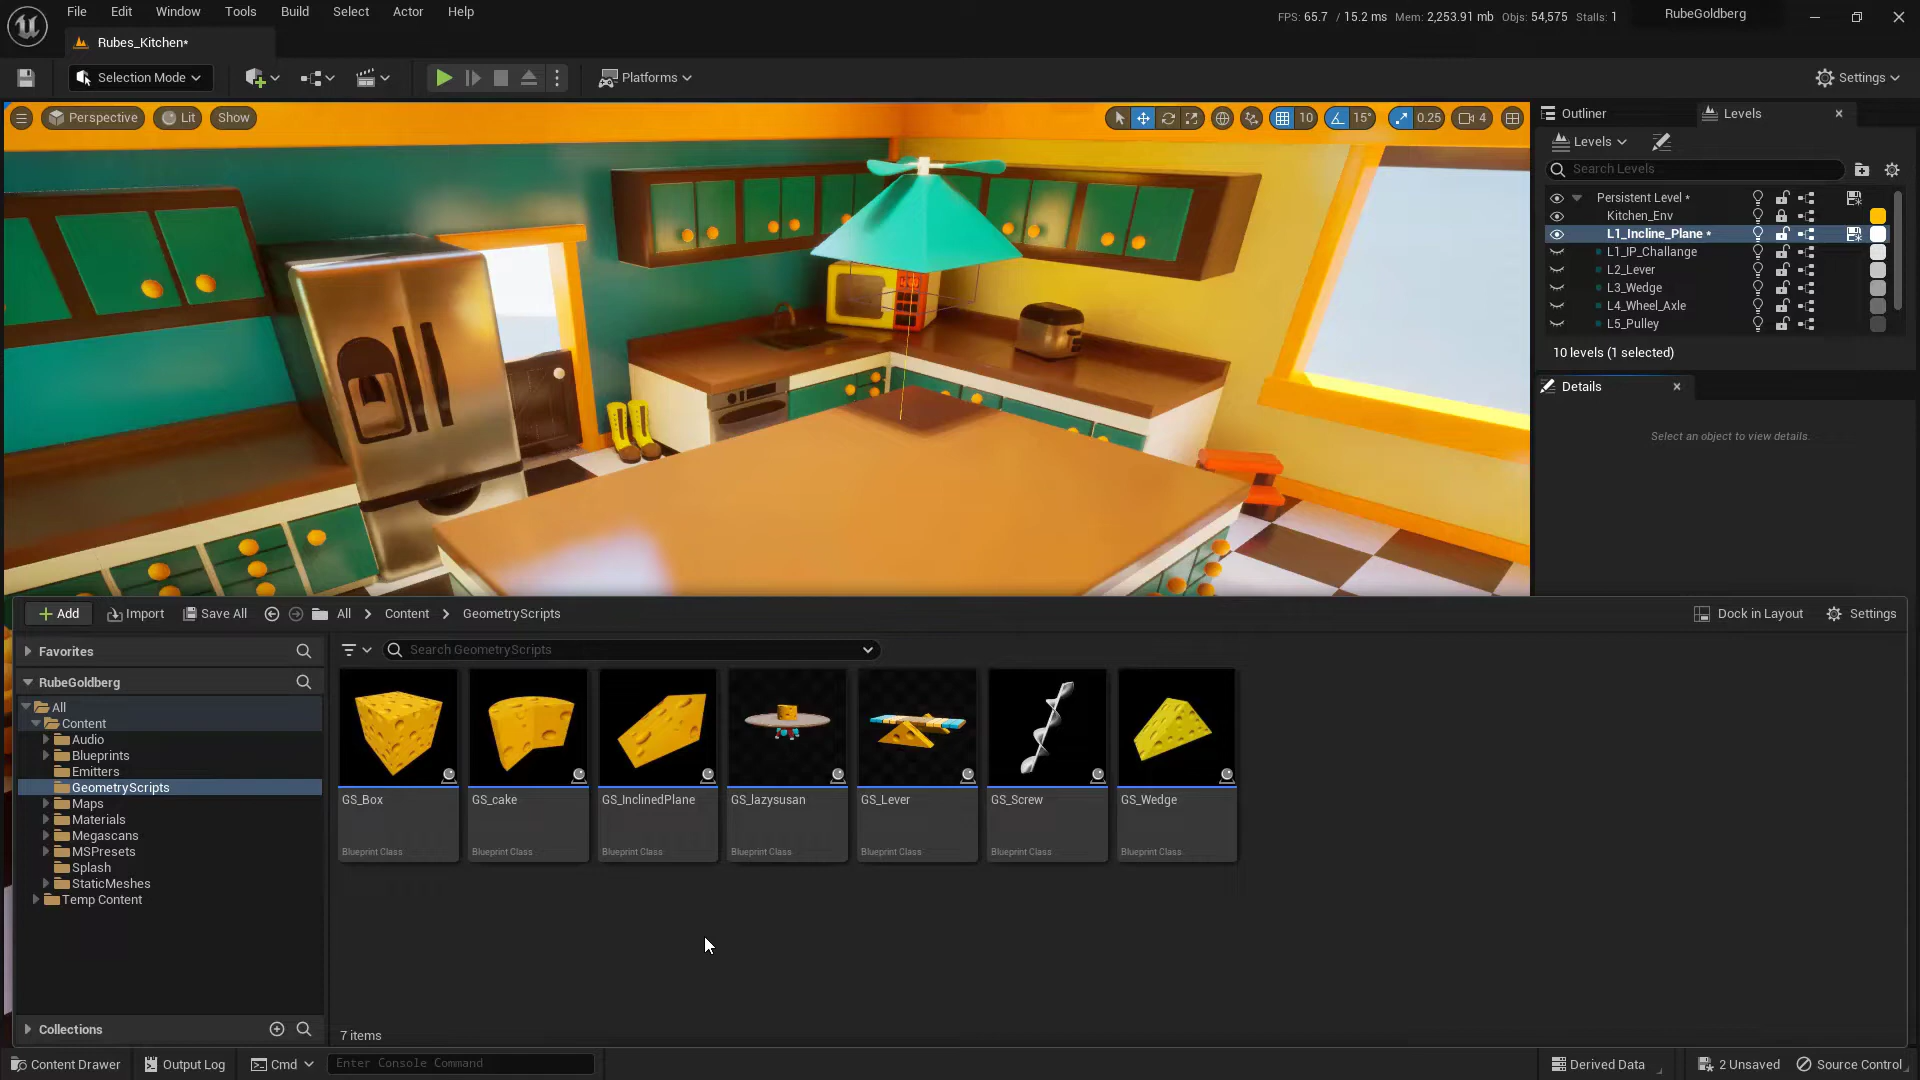 File Edit Window Tools Build Select Actor Help
FPS: 65.7 / 15.2 ms Mem: 2,253.91 mb Objs: 54,575 Stalls: 1
RubeGoldberg
Rubes_Kitchen*
Selection Mode
Platforms
Settings
Perspective Lit Show
10 15° 0.25 4
Outliner Levels
Levels
Search Levels
Persistent Level *
Kitchen_Env
L1_Incline_Plane *
L1_IP_Challange
L2_Lever
L3_Wedge
L4_Wheel_Axle
L5_Pulley
10 levels (1 selected)
Details
Select an object to view details.
Add Import Save All All Content GeometryScripts
Dock in Layout Settings
Favorites
Search GeometryScripts
RubeGoldberg
All
Content
Audio
Blueprints
Emitters
GeometryScripts
Maps
Materials
Megascans
MSPresets
Splash
StaticMeshes
Temp Content
GS_Box GS_cake GS_InclinedPlane GS_lazysusan GS_Lever GS_Screw GS_Wedge
Blueprint Class Blueprint Class Blueprint Class Blueprint Class Blueprint Class Blueprint Class Blueprint Class
Collections
7 items
Content Drawer Output Log Cmd Enter Console Command
Derived Data 2 Unsaved Source Control